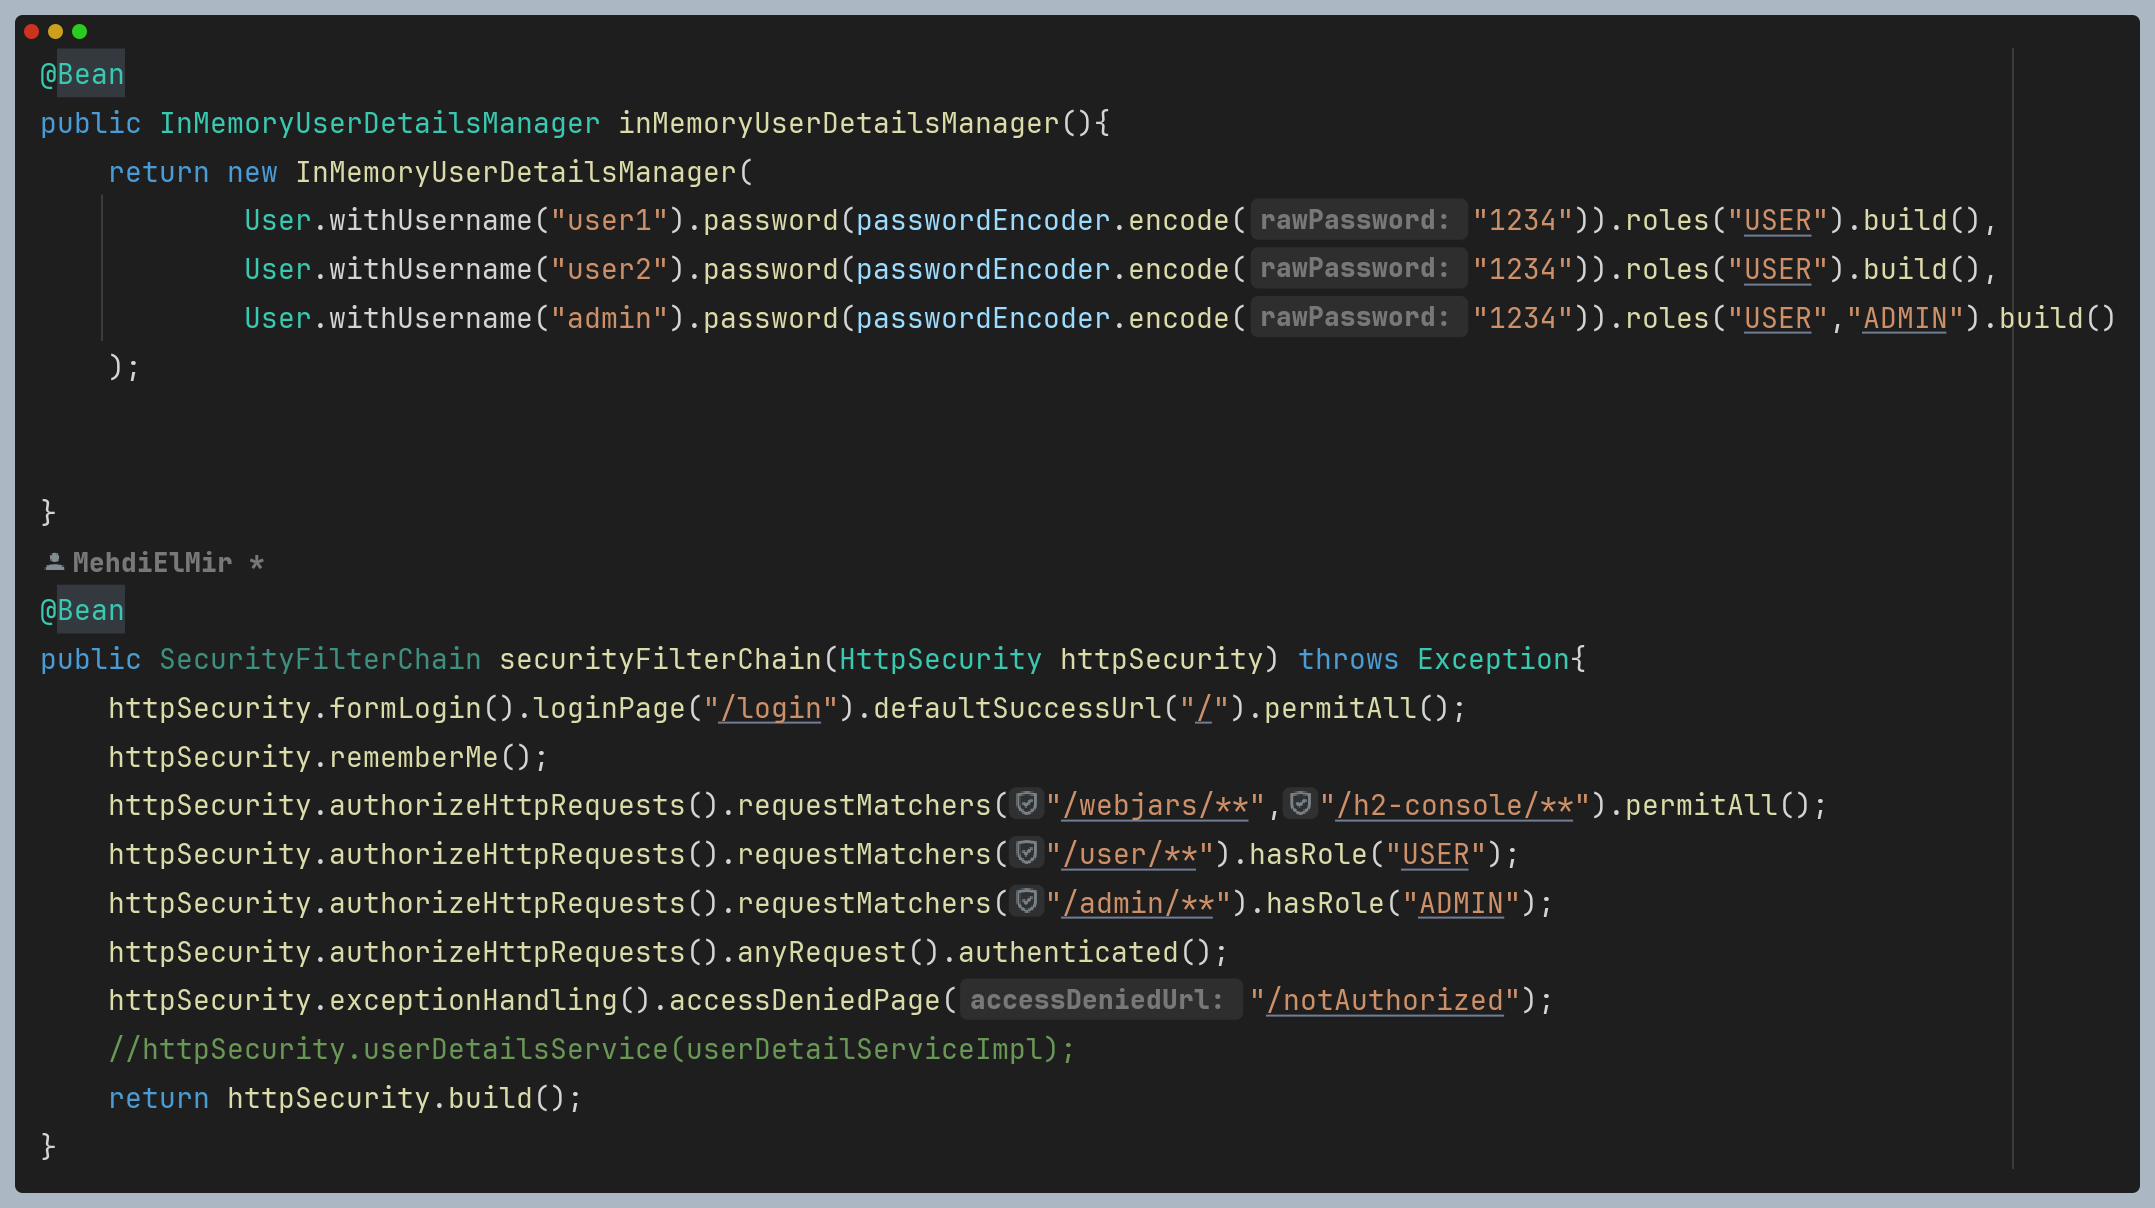 @Bean
public InMemoryUserDetailsManager inMemoryUserDetailsManager(){
    return new InMemoryUserDetailsManager(
            User.withUsername("user1").password(passwordEncoder.encode( rawPassword: "1234")).roles("USER").build(),
            User.withUsername("user2").password(passwordEncoder.encode( rawPassword: "1234")).roles("USER").build(),
            User.withUsername("admin").password(passwordEncoder.encode( rawPassword: "1234")).roles("USER","ADMIN").build()
    );
}
MehdiElMir *
@Bean
public SecurityFilterChain securityFilterChain(HttpSecurity httpSecurity) throws Exception{
    httpSecurity.formLogin().loginPage("/login").defaultSuccessUrl("/").permitAll();
    httpSecurity.rememberMe();
    httpSecurity.authorizeHttpRequests().requestMatchers("/webjars/**","/h2-console/**").permitAll();
    httpSecurity.authorizeHttpRequests().requestMatchers("/user/**").hasRole("USER");
    httpSecurity.authorizeHttpRequests().requestMatchers("/admin/**").hasRole("ADMIN");
    httpSecurity.authorizeHttpRequests().anyRequest().authenticated();
    httpSecurity.exceptionHandling().accessDeniedPage( accessDeniedUrl: "/notAuthorized");
    //httpSecurity.userDetailsService(userDetailServiceImpl);
    return httpSecurity.build();
}